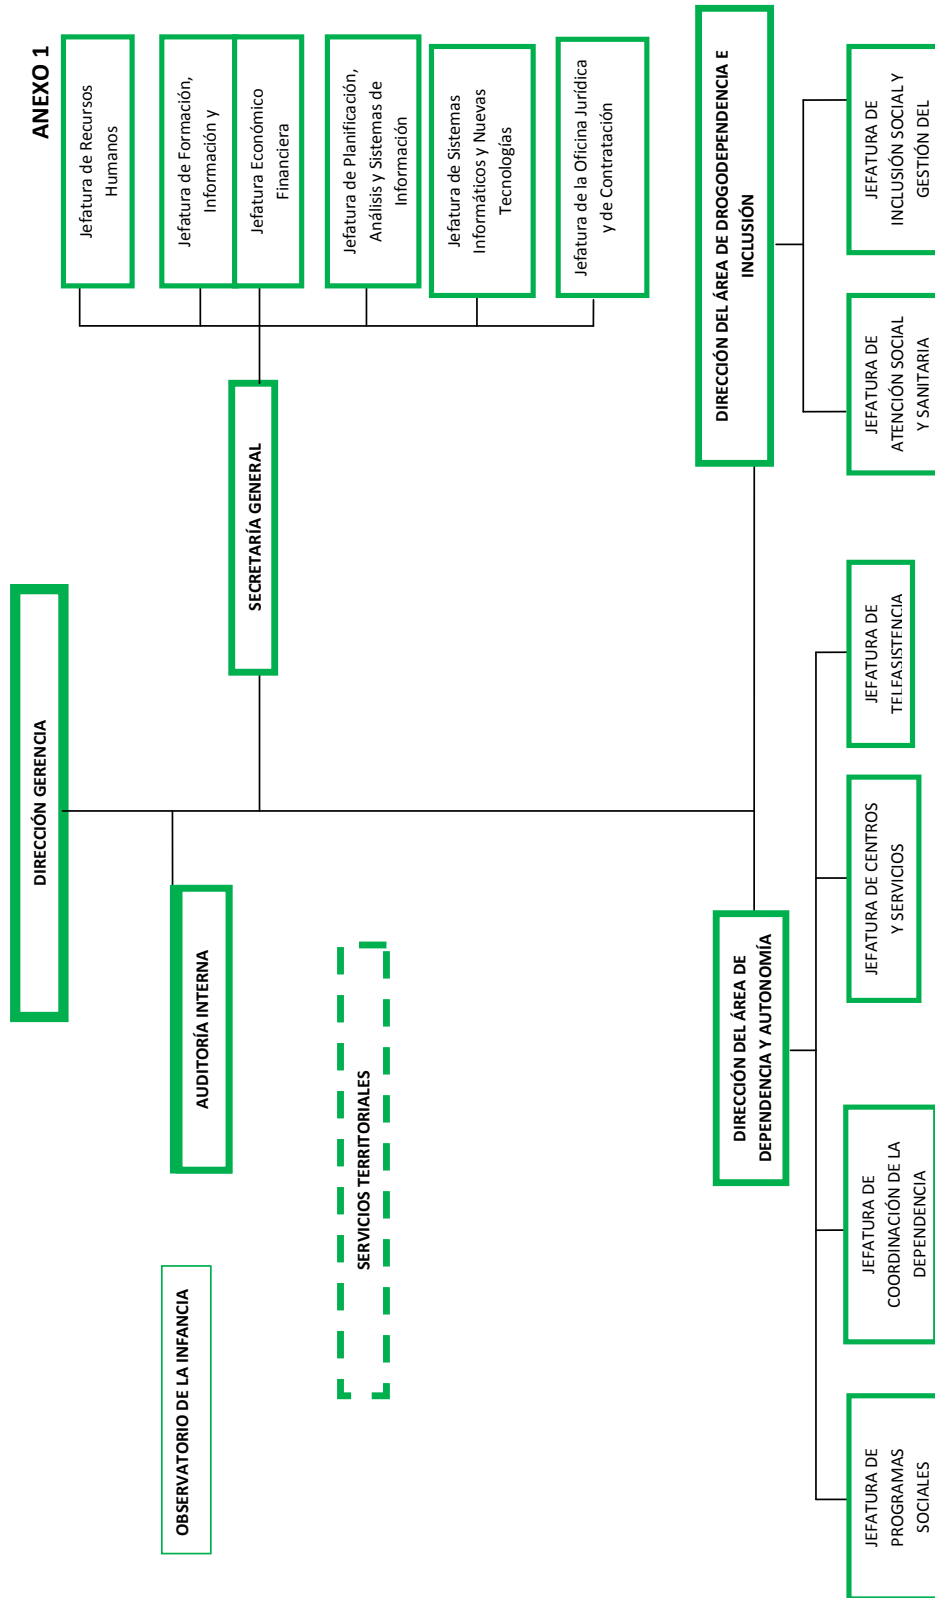 ANEXO 1
DIRECCIÓN GERENCIA
AUDITORÍA INTERNA
OBSERVATORIO DE LA INFANCIA
SERVICIOS TERRITORIALES
SECRETARÍA GENERAL
Jefatura de Recursos
Humanos
Jefatura de Formación,
Información y
Jefatura Económico
Financiera
Jefatura de Planificación,
Análisis y Sistemas de
Información
Jefatura de Sistemas
Informáticos y Nuevas
Tecnologías
Jefatura de la Oficina Jurídica
y de Contratación
DIRECCIÓN DEL ÁREA DE
DEPENDENCIA Y AUTONOMÍA
DIRECCIÓN DEL ÁREA DE DROGODEPENDENCIA E
INCLUSIÓN
JEFATURA DE
PROGRAMAS
SOCIALES
JEFATURA DE
COORDINACIÓN DE LA
DEPENDENCIA
JEFATURA DE CENTROS
Y SERVICIOS
JEFATURA DE
TELEASISTENCIA
JEFATURA DE
ATENCIÓN SOCIAL
Y SANITARIA
JEFATURA DE
INCLUSIÓN SOCIAL Y
GESTIÓN DEL